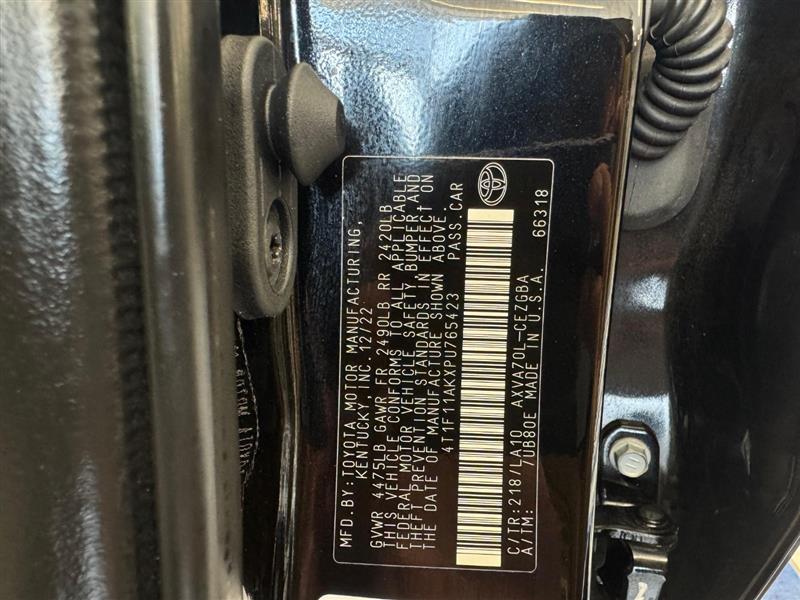 MFD.BY:TOYOTA MOTOR MANUFACTURING,
KENTUCKY,INC. 12/22
GVWR 4475LB GAWR FR 2490LB RR 2420LB
THIS VEHICLE CONFORMS TO ALL APPLICABLE
FEDERAL MOTOR VEHICLE SAFETY, BUMPER AND
THEFT PREVENTION STANDARDS IN EFFECT ON
THE DATE OF MANUFACTURE SHOWN ABOVE.
4T1F11AKXPU765423 PASS.CAR
C/TR:218/LA10 AXVA70L-CEZGBA
A/TM: 7UB80E MADE IN U.S.A. 66318